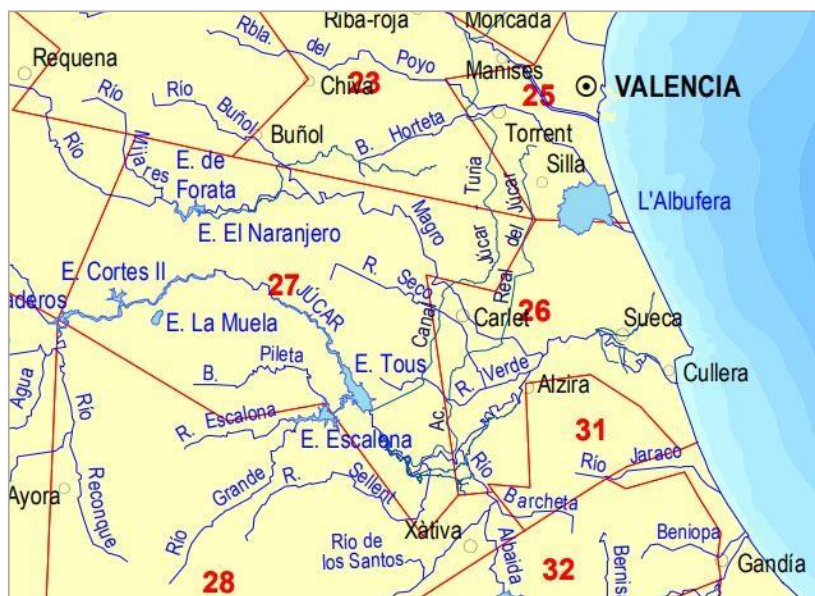 Riba-roja
Moncada
Requena
Rbla. del Poyo
Manises
VALENCIA
Río
Río Buñol
Chiva
23
25
Río Mijares
Buñol
B. Horteta
Torrent
Silla
E. de
Forata
L'Albufera
Júcar - Turia
E. El Naranjero
Magro
Real del Júcar
E. Cortes II
27
JÚCAR
R. Seco
26
aderos
E. La Muela
Canal
Carlet
Sueca
Pileta
B.
E. Tous
R. Verde
Cullera
Agua
Río
Alzira
R. Escalona
Ac.
E. Escalona
31
Río Jaraco
Ayora
Reconque
Río Grande
R. Sellent
Río
Barcheta
Xàtiva
Albaida
Beniopa
Río de
los Santos
Bernisa
Gandía
28
32